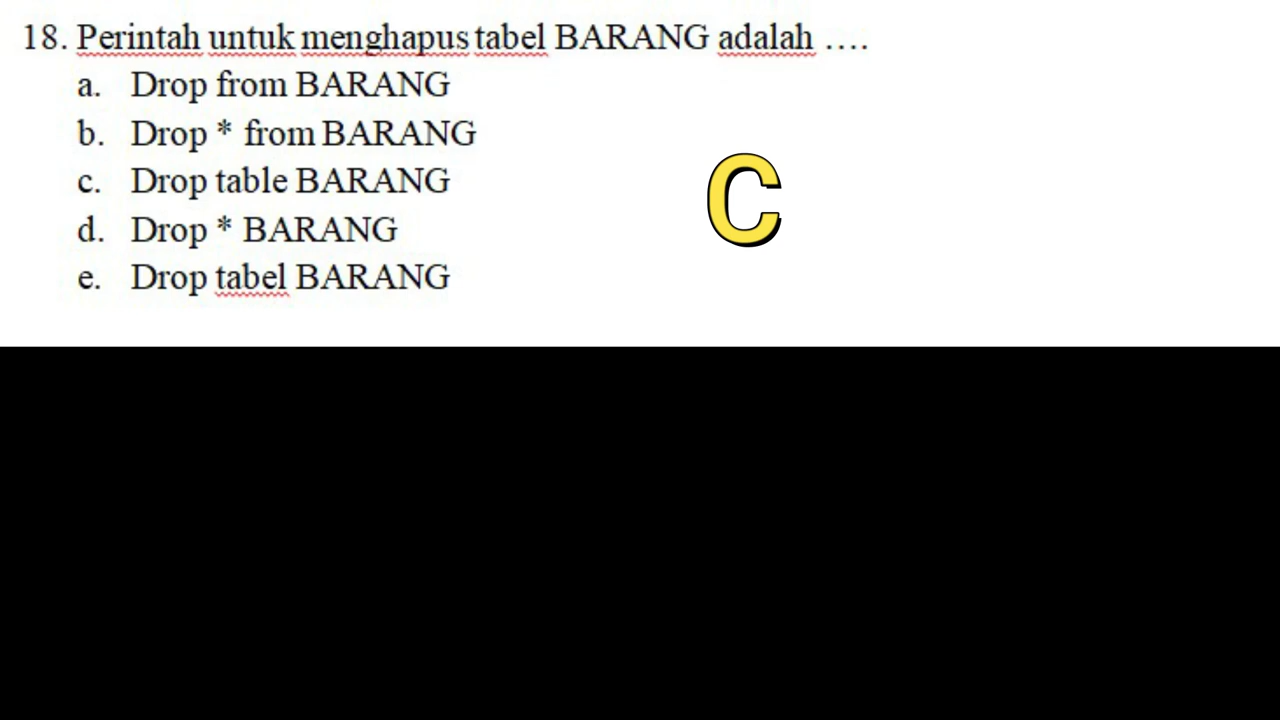 18. Perintah untuk menghapus tabel BARANG adalah ....
a. Drop from BARANG
b. Drop * from BARANG
c. Drop table BARANG
d. Drop * BARANG
e. Drop tabel BARANG
C